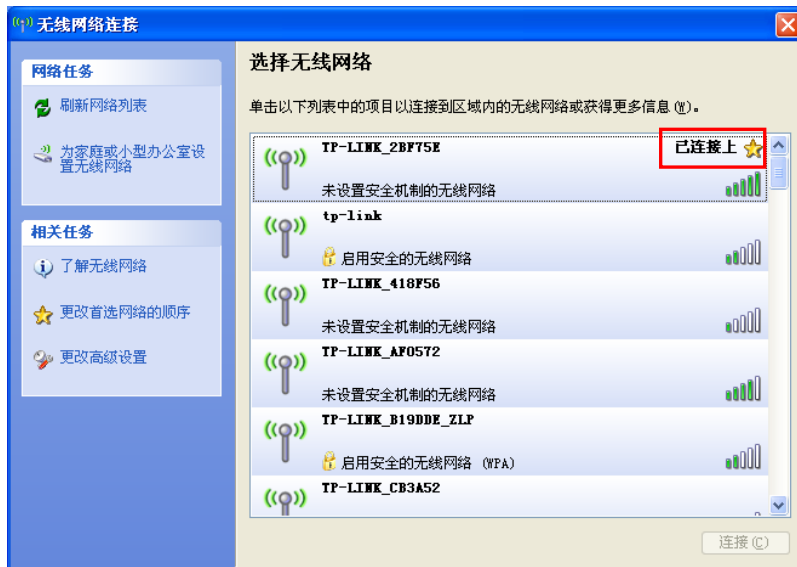 无线网络连接
网络任务
刷新网络列表
为家庭或小型办公室设
置无线网络
相关任务
了解无线网络
更改首选网络的顺序
更改高级设置
选择无线网络
单击以下列表中的项目以连接到区域内的无线网络或获得更多信息(W)。
TP-LINK_2BF75E 已连接上
未设置安全机制的无线网络
tp-link
启用安全的无线网络
TP-LINK_418F56
未设置安全机制的无线网络
TP-LINK_AF0572
未设置安全机制的无线网络
TP-LINK_B19DDE_ZLP
启用安全的无线网络 (WPA)
TP-LINK_CB3A52
连接(C)